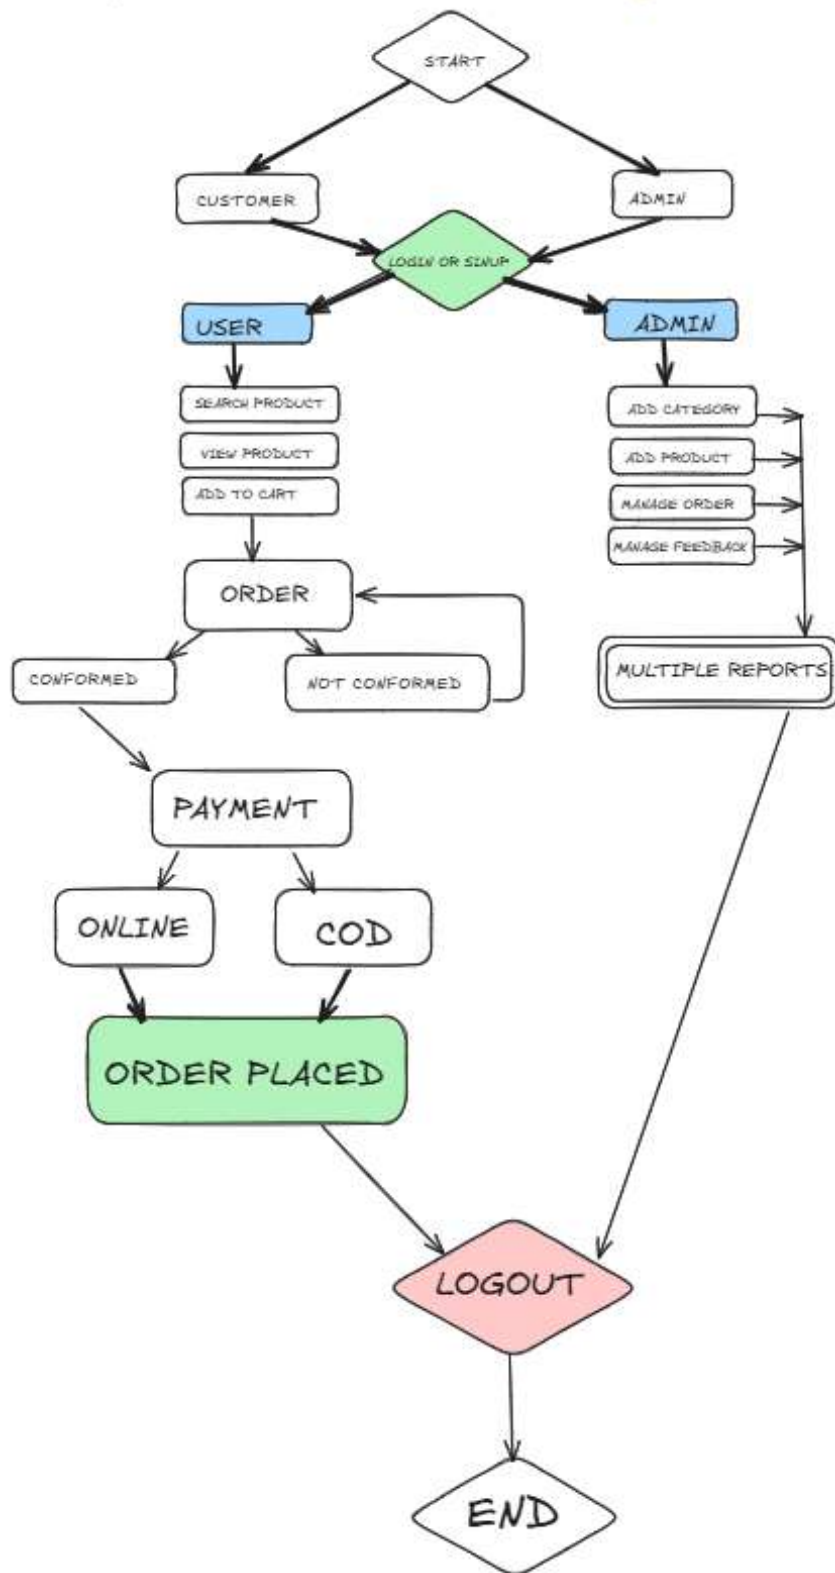 START
CUSTOMER
ADMIN
LOGIN OR SINUP
USER
ADMIN
SEARCH PRODUCT
VIEW PRODUCT
ADD TO CART
ADD CATEGORY
ADD PRODUCT
MANAGE ORDER
MANAGE FEEDBACK
ORDER
CONFORMED
NOT CONFORMED
MULTIPLE REPORTS
PAYMENT
ONLINE
COD
ORDER PLACED
LOGOUT
END